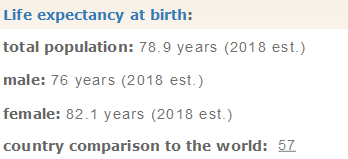 Life expectancy at birth:
total population: 78.9 years (2018 est.)
male: 76 years (2018 est.)
female: 82.1 years (2018 est.)
country comparison to the world: 57